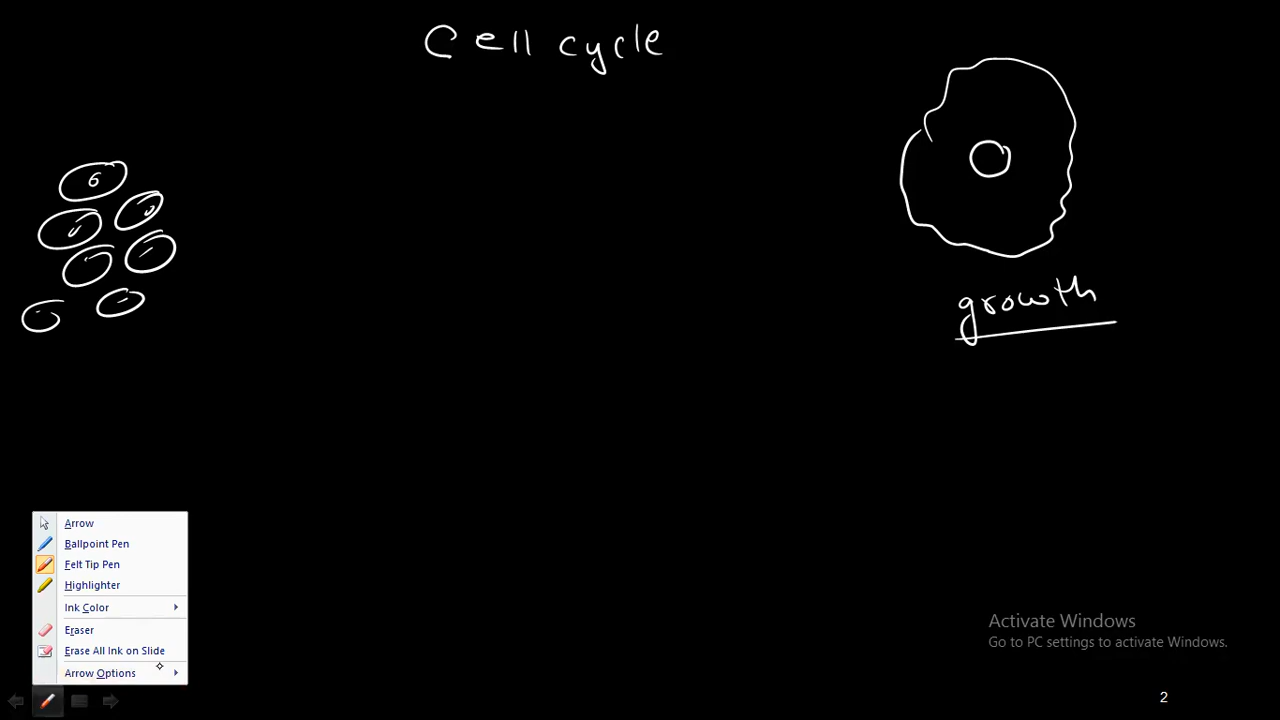 Cell cycle
growth
Arrow
Ballpoint Pen
Felt Tip Pen
Highlighter
Ink Color
Eraser
Erase All Ink on Slide
Arrow Options
Activate Windows
Go to PC settings to activate Windows.
2